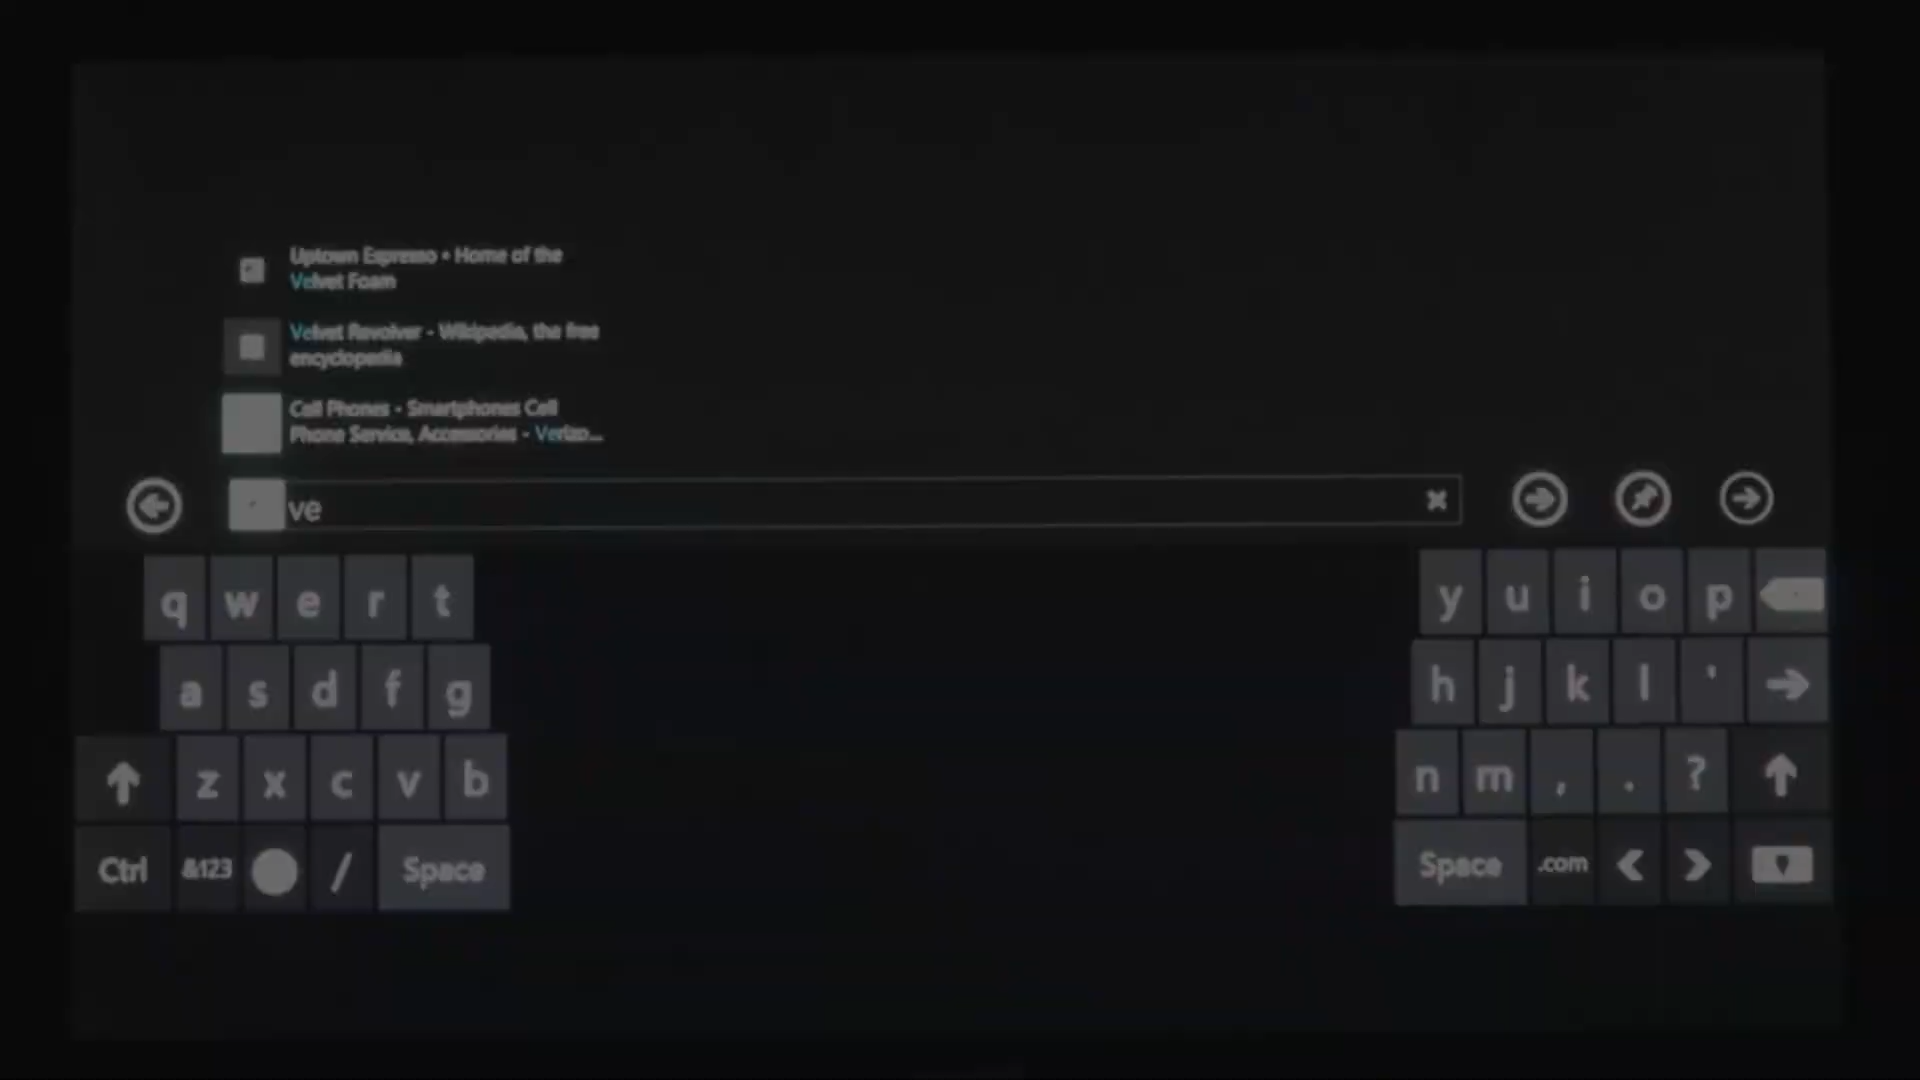 Uptown Espresso • Home of the
Velvet Foam
Velvet Revolver - Wikipedia, the free
encyclopedia
Cell Phones - Smartphones Cell
Phone Service, Accessories - Verizo...
ve
q w e r t
y u i o p
a s d f g
h j k l '
z x c v b
n m , . ?
Ctrl &123 / Space
Space .com < >